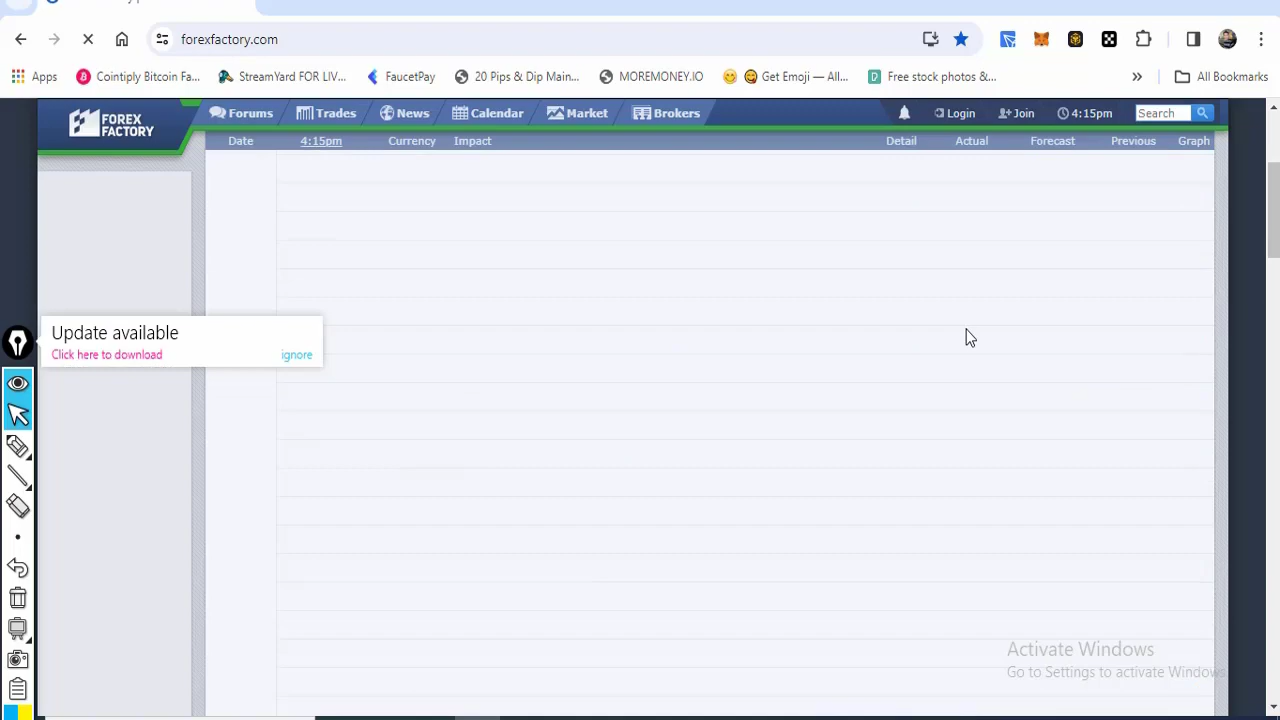 forexfactory.com
Apps Cointiply Bitcoin Fa... StreamYard FOR LIV... FaucetPay 20 Pips & Dip Main... MOREMONEY.IO Get Emoji — All... Free stock photos &... » All Bookmarks
FOREX FACTORY Forums Trades News Calendar Market Brokers Login Join 4:15pm Search
Date 4:15pm Currency Impact Detail Actual Forecast Previous Graph
Update available
Click here to download ignore
Activate Windows
Go to Settings to activate Windows.